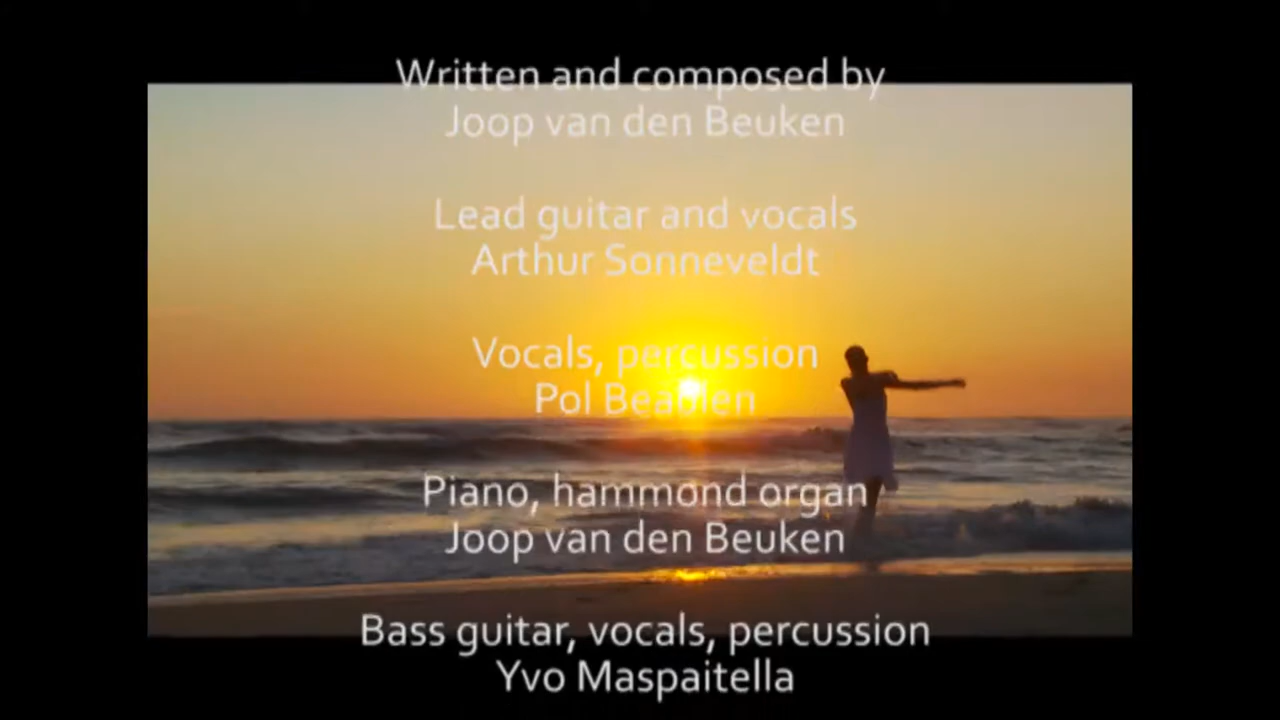 Written and composed by
Joop van den Beuken
Lead guitar and vocals
Arthur Sonneveldt
Vocals, percussion
Pol Beaulen
Piano, hammond organ
Joop van den Beuken
Bass guitar, vocals, percussion
Yvo Maspaitella